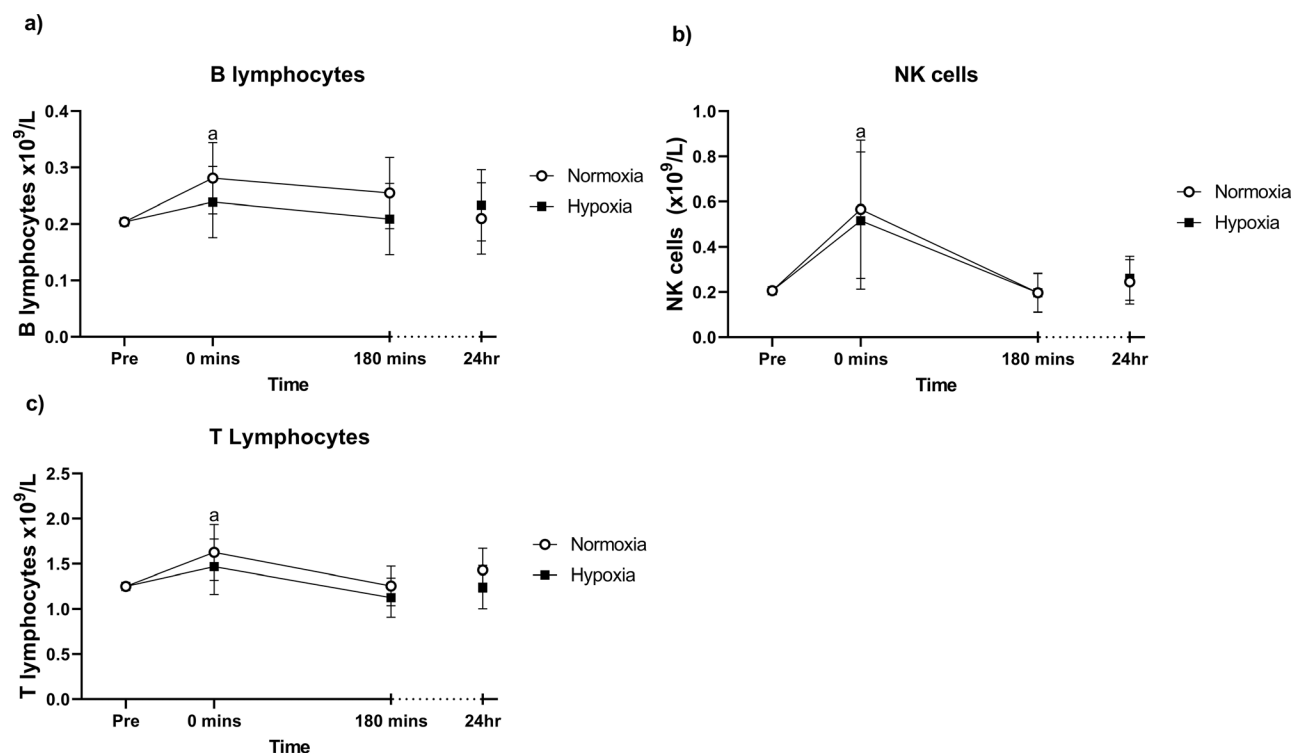 a)
B lymphocytes
B lymphocytes x10⁹/L
0.4
0.3
0.2
0.1
0.0
Pre
0 mins
180 mins
24hr
Time
a
Normoxia
Hypoxia
b)
NK cells
NK cells (x10⁹/L)
1.0
0.8
0.6
0.4
0.2
0.0
Pre
0 mins
180 mins
24hr
Time
a
Normoxia
Hypoxia
c)
T Lymphocytes
T lymphocytes x10⁹/L
2.5
2.0
1.5
1.0
0.5
0.0
Pre
0 mins
180 mins
24hr
Time
a
Normoxia
Hypoxia